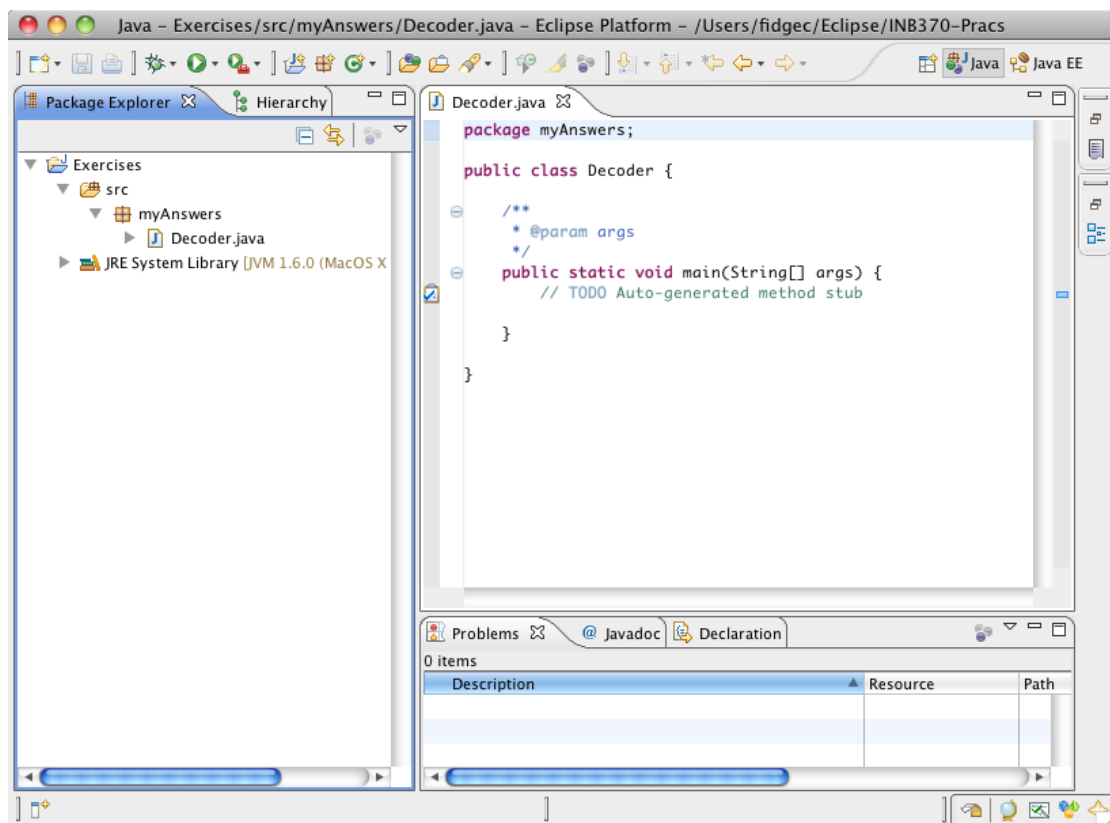 Java – Exercises/src/myAnswers/Decoder.java – Eclipse Platform – /Users/fidgec/Eclipse/INB370-Pracs
Java
Java EE
Package Explorer
Hierarchy
Exercises
src
myAnswers
Decoder.java
JRE System Library [JVM 1.6.0 (MacOS X
Decoder.java
package myAnswers;
public class Decoder {
/**
* @param args
*/
public static void main(String[] args) {
// TODO Auto-generated method stub
}
}
Problems
@ Javadoc
Declaration
0 items
Description
Resource
Path